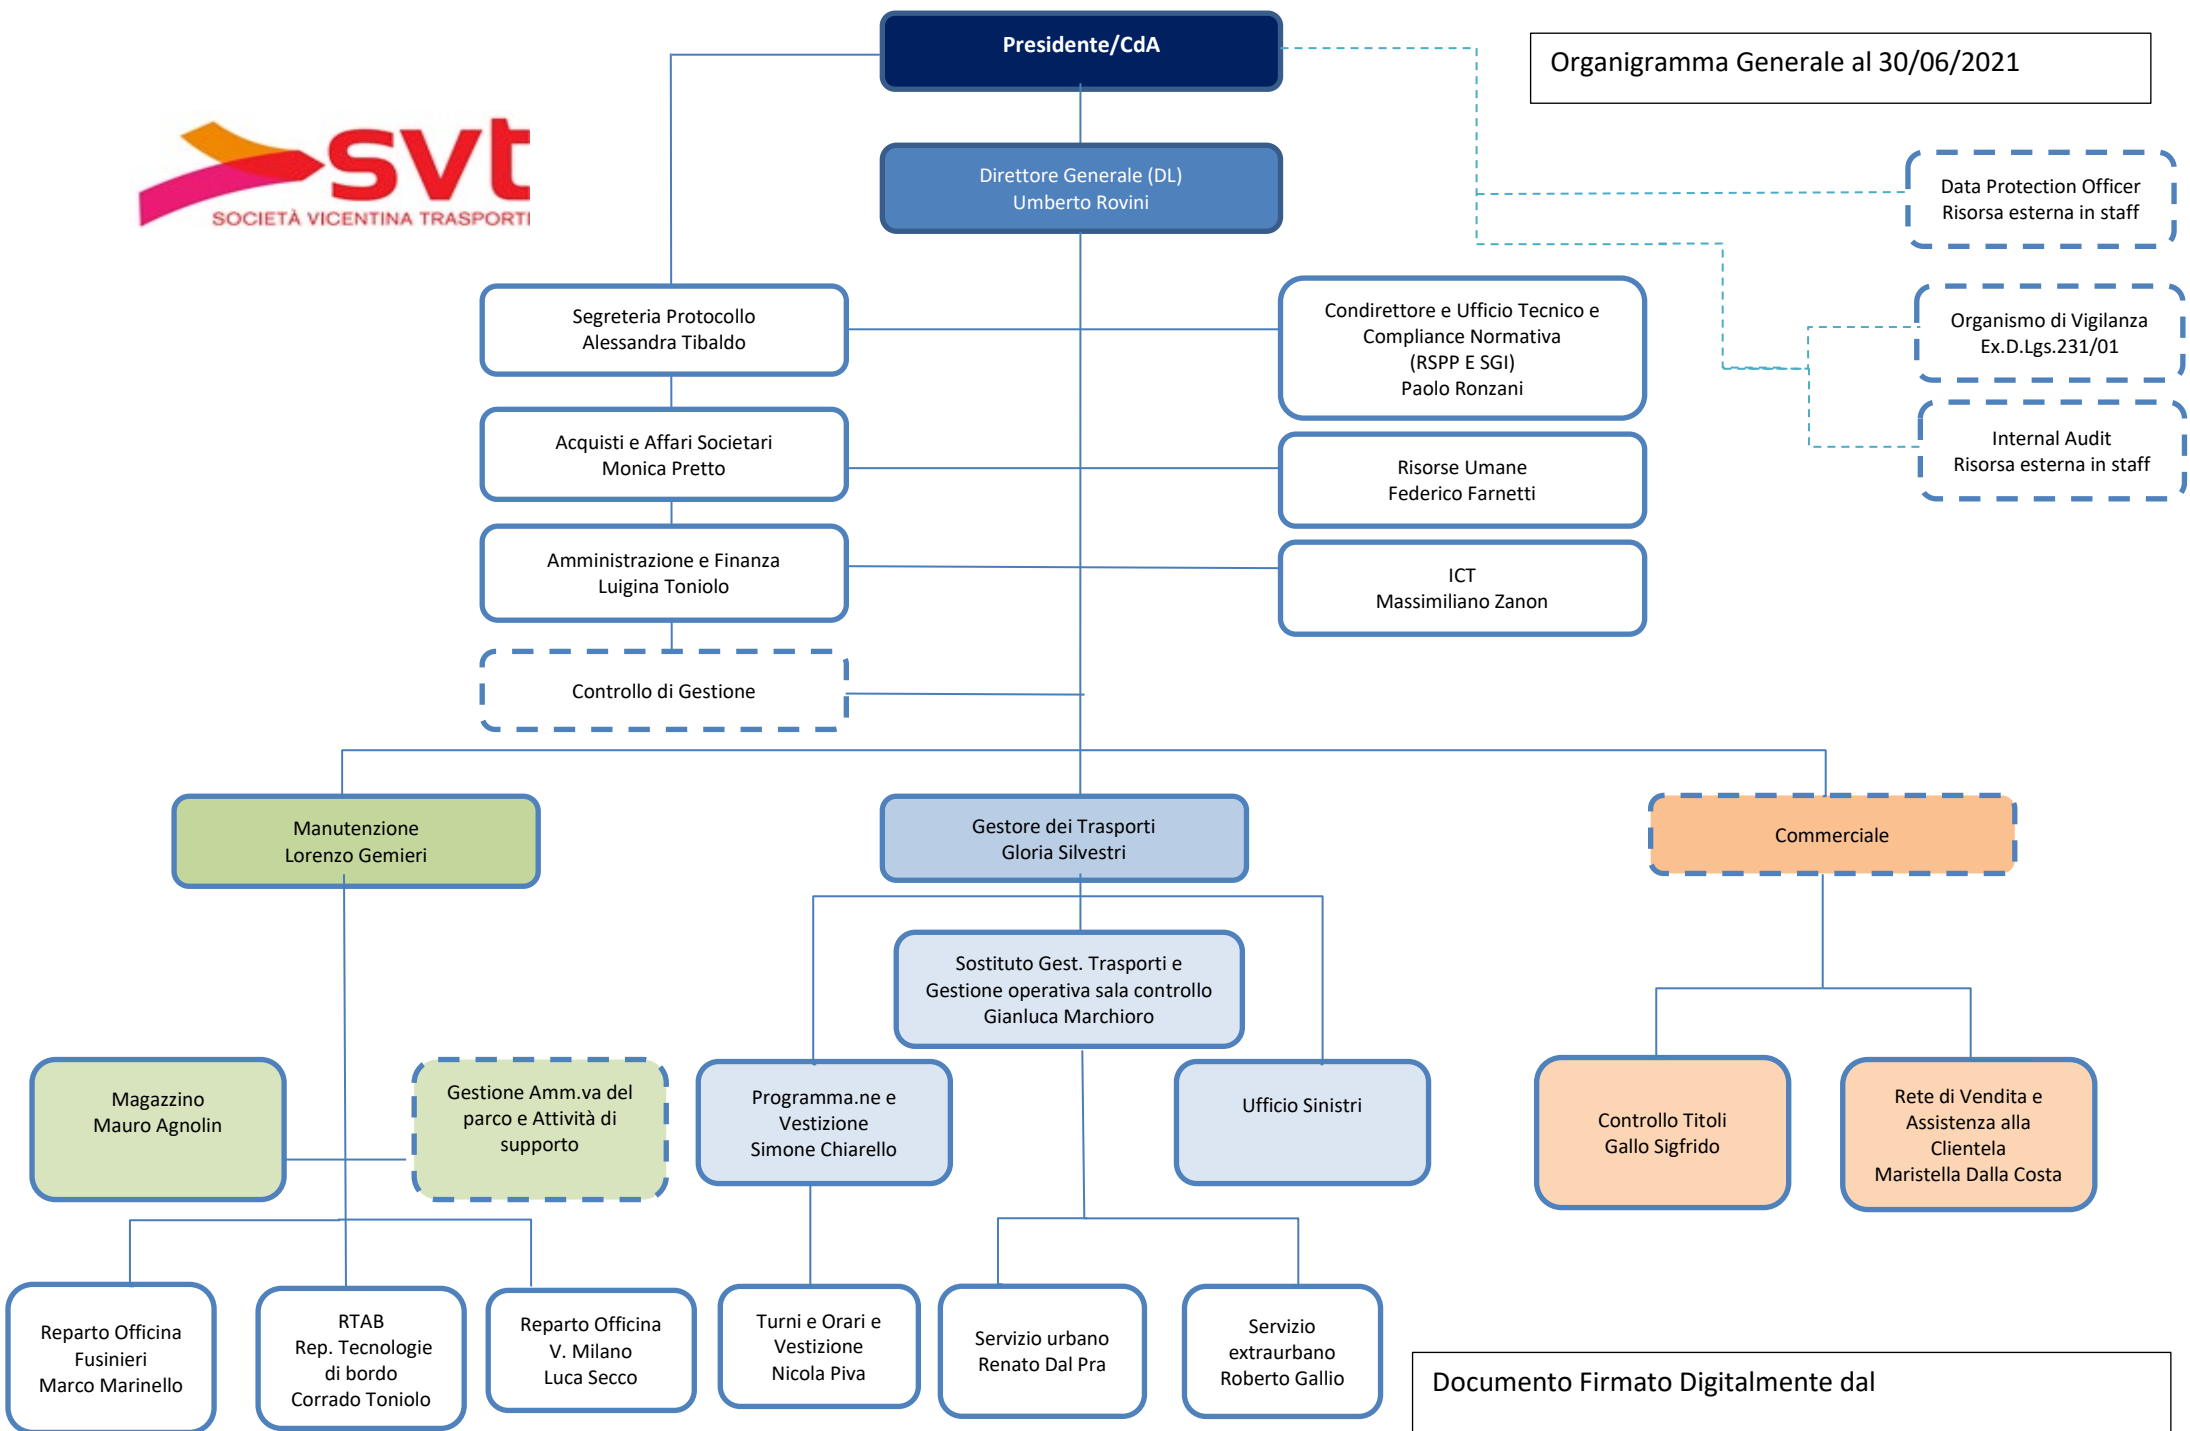 Presidente/CdA
Organigramma Generale al 30/06/2021
svt
SOCIETÀ VICENTINA TRASPORTI
Direttore Generale (DL)
Umberto Rovini
Data Protection Officer
Risorsa esterna in staff
Segreteria Protocollo
Alessandra Tibaldo
Condirettore e Ufficio Tecnico e
Compliance Normativa
(RSPP E SGI)
Paolo Ronzani
Organismo di Vigilanza
Ex.D.Lgs.231/01
Acquisti e Affari Societari
Monica Pretto
Risorse Umane
Federico Farnetti
Internal Audit
Risorsa esterna in staff
Amministrazione e Finanza
Luigina Toniolo
ICT
Massimiliano Zanon
Controllo di Gestione
Manutenzione
Lorenzo Gemieri
Gestore dei Trasporti
Gloria Silvestri
Commerciale
Sostituto Gest. Trasporti e
Gestione operativa sala controllo
Gianluca Marchioro
Magazzino
Mauro Agnolin
Gestione Amm.va del
parco e Attività di
supporto
Programma.ne e
Vestizione
Simone Chiarello
Ufficio Sinistri
Controllo Titoli
Gallo Sigfrido
Rete di Vendita e
Assistenza alla
Clientela
Maristella Dalla Costa
Reparto Officina
Fusinieri
Marco Marinello
RTAB
Rep. Tecnologie
di bordo
Corrado Toniolo
Reparto Officina
V. Milano
Luca Secco
Turni e Orari e
Vestizione
Nicola Piva
Servizio urbano
Renato Dal Pra
Servizio
extraurbano
Roberto Gallio
Documento Firmato Digitalmente dal